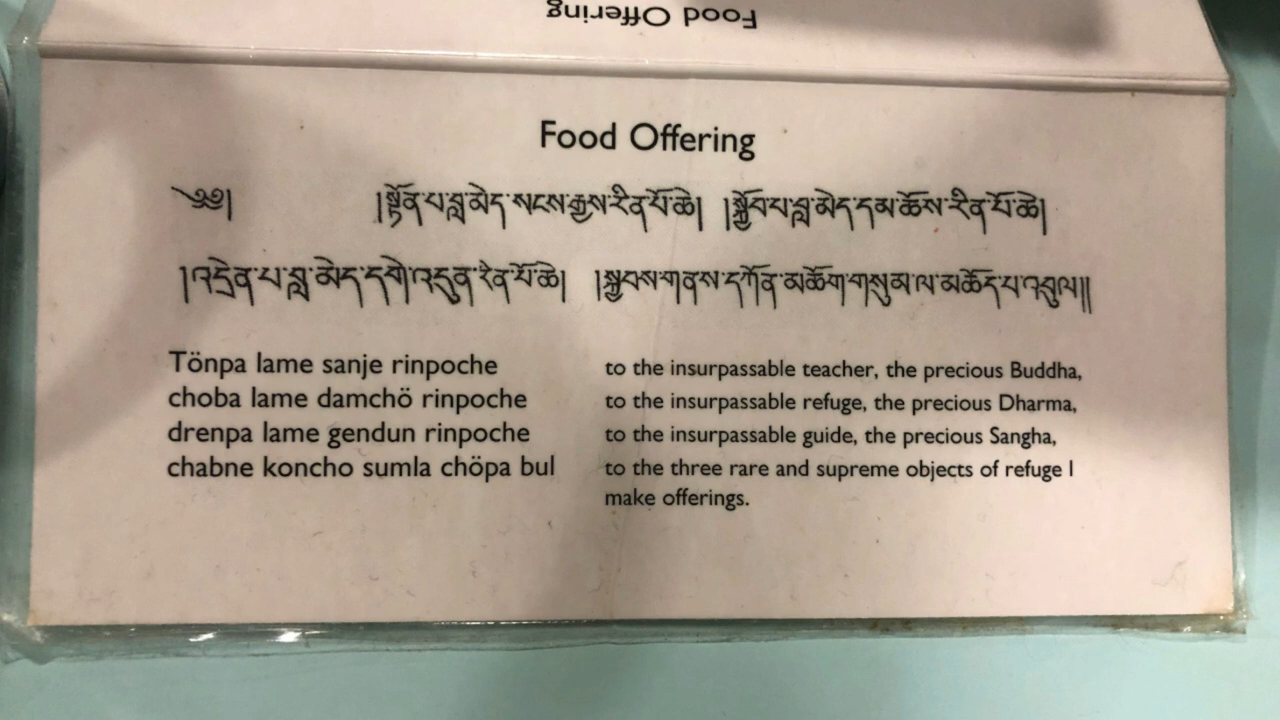 Food Offering
Food Offering
༄༅། །སྟོན་པ་བླ་མེད་སངས་རྒྱས་རིན་པོ་ཆེ། །སྐྱོབ་པ་བླ་མེད་དམ་ཆོས་རིན་པོ་ཆེ།
།འདྲེན་པ་བླ་མེད་དགེ་འདུན་རིན་པོ་ཆེ། །སྐྱབས་གནས་དཀོན་མཆོག་གསུམ་ལ་མཆོད་པ་འབུལ༎
Tönpa lame sanje rinpoche
choba lame damchö rinpoche
drenpa lame gendun rinpoche
chabne koncho sumla chöpa bul
to the insurpassable teacher, the precious Buddha,
to the insurpassable refuge, the precious Dharma,
to the insurpassable guide, the precious Sangha,
to the three rare and supreme objects of refuge I
make offerings.